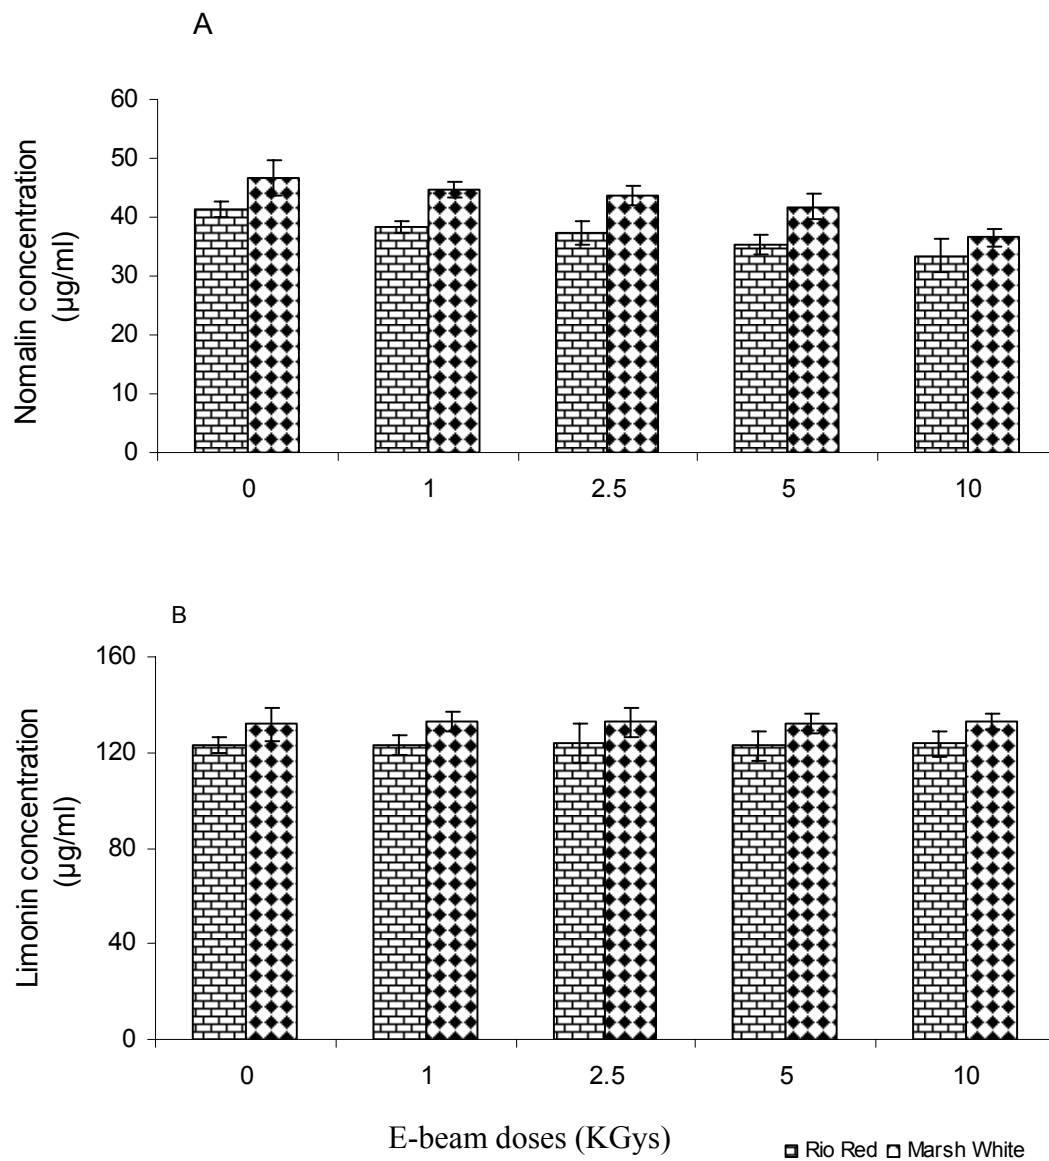 A
Nomalin concentration
(µg/ml)
60
50
40
30
20
10
0
0 1 2.5 5 10
B
Limonin concentration
(µg/ml)
160
120
80
40
0
0 1 2.5 5 10
E-beam doses (KGys)
Rio Red Marsh White